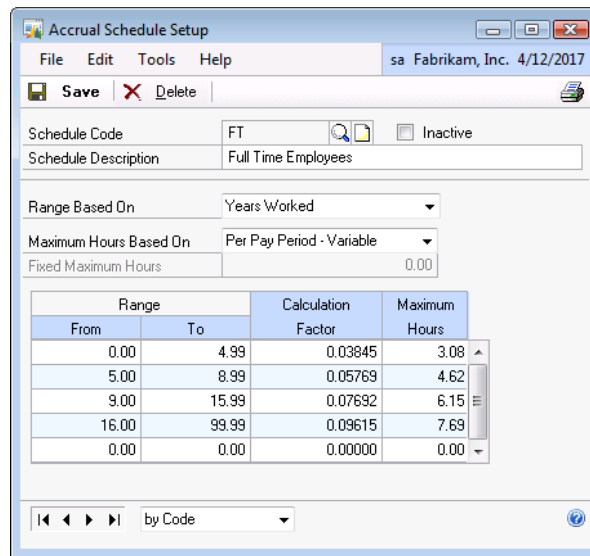 Accrual Schedule Setup
File Edit Tools Help sa Fabrikam, Inc. 4/12/2017
Save Delete
Schedule Code FT Inactive
Schedule Description Full Time Employees
Range Based On Years Worked
Maximum Hours Based On Per Pay Period - Variable
Fixed Maximum Hours 0.00
Range Calculation Maximum
From To Factor Hours
0.00 4.99 0.03845 3.08
5.00 8.99 0.05769 4.62
9.00 15.99 0.07692 6.15
16.00 99.99 0.09615 7.69
0.00 0.00 0.00000 0.00
by Code